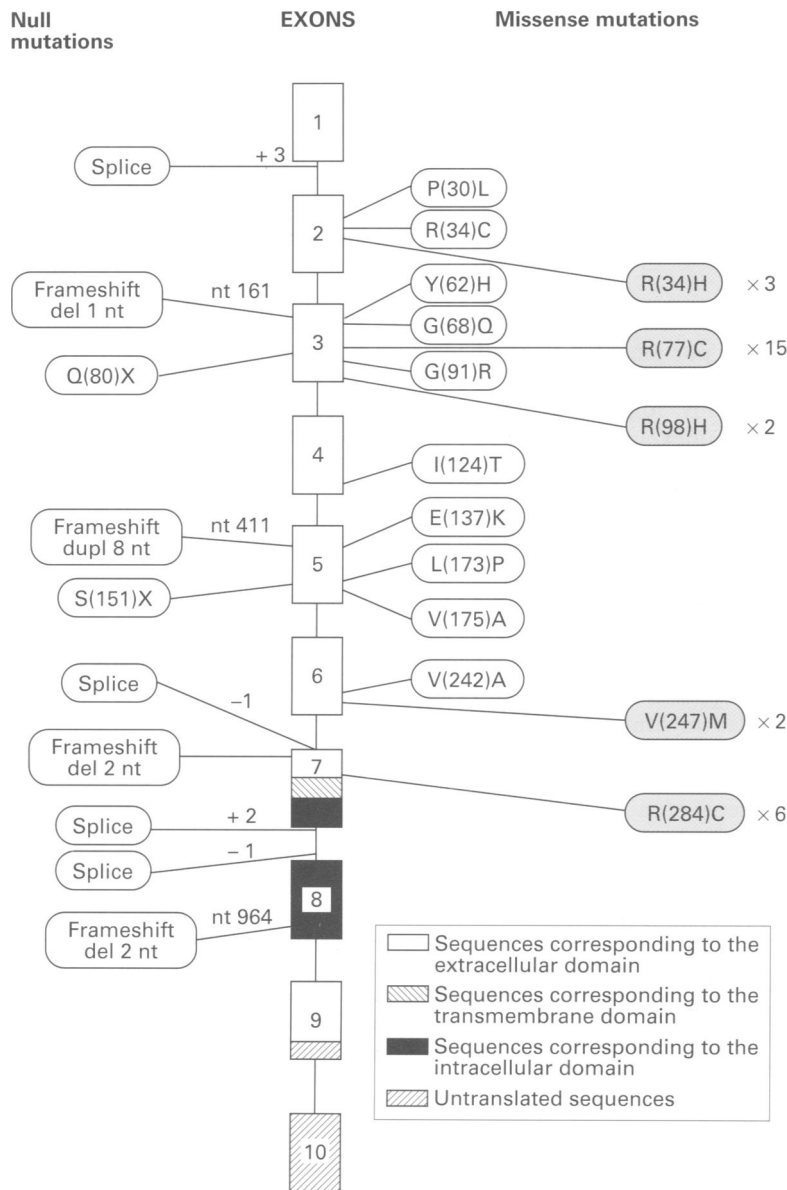 Null
mutations
EXONS
Missense mutations
1
+ 3
Splice
P(30)L
2
R(34)C
R(34)H × 3
Frameshift
del 1 nt
nt 161
Y(62)H
G(68)Q
3
R(77)C × 15
Q(80)X
G(91)R
R(98)H × 2
4
I(124)T
Frameshift
dupl 8 nt
nt 411
E(137)K
5
L(173)P
S(151)X
V(175)A
6
Splice
–1
V(242)A
V(247)M × 2
Frameshift
del 2 nt
7
R(284)C × 6
Splice
+ 2
Splice
– 1
8
Frameshift
del 2 nt
nt 964
9
10
Sequences corresponding to the
extracellular domain
Sequences corresponding to the
transmembrane domain
Sequences corresponding to the
intracellular domain
Untranslated sequences